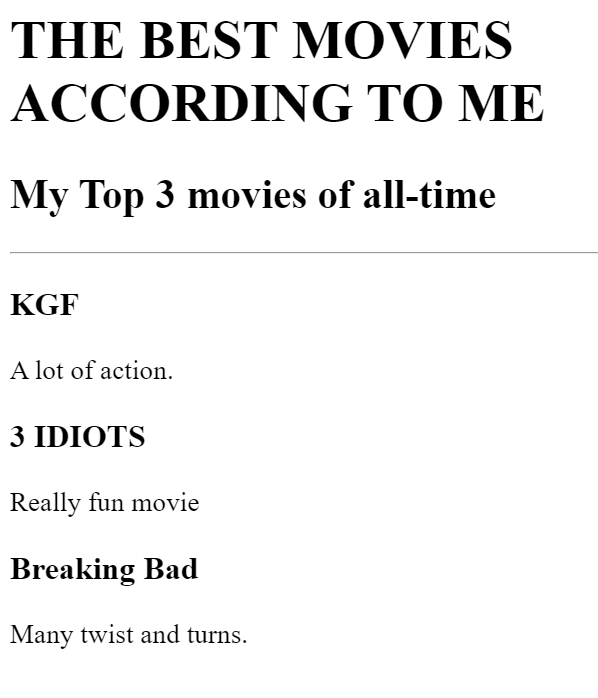 THE BEST MOVIES
ACCORDING TO ME
My Top 3 movies of all-time
KGF
A lot of action.
3 IDIOTS
Really fun movie
Breaking Bad
Many twist and turns.